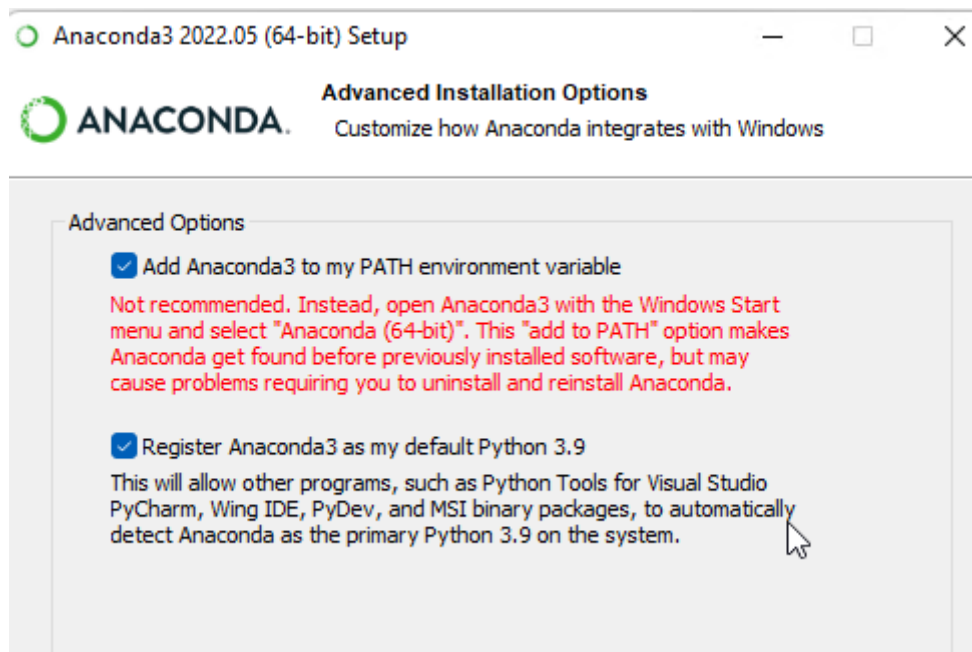 Anaconda3 2022.05 (64-bit) Setup
ANACONDA.
Advanced Installation Options
Customize how Anaconda integrates with Windows
Advanced Options
Add Anaconda3 to my PATH environment variable
Not recommended. Instead, open Anaconda3 with the Windows Start
menu and select "Anaconda (64-bit)". This "add to PATH" option makes
Anaconda get found before previously installed software, but may
cause problems requiring you to uninstall and reinstall Anaconda.
Register Anaconda3 as my default Python 3.9
This will allow other programs, such as Python Tools for Visual Studio
PyCharm, Wing IDE, PyDev, and MSI binary packages, to automatically
detect Anaconda as the primary Python 3.9 on the system.